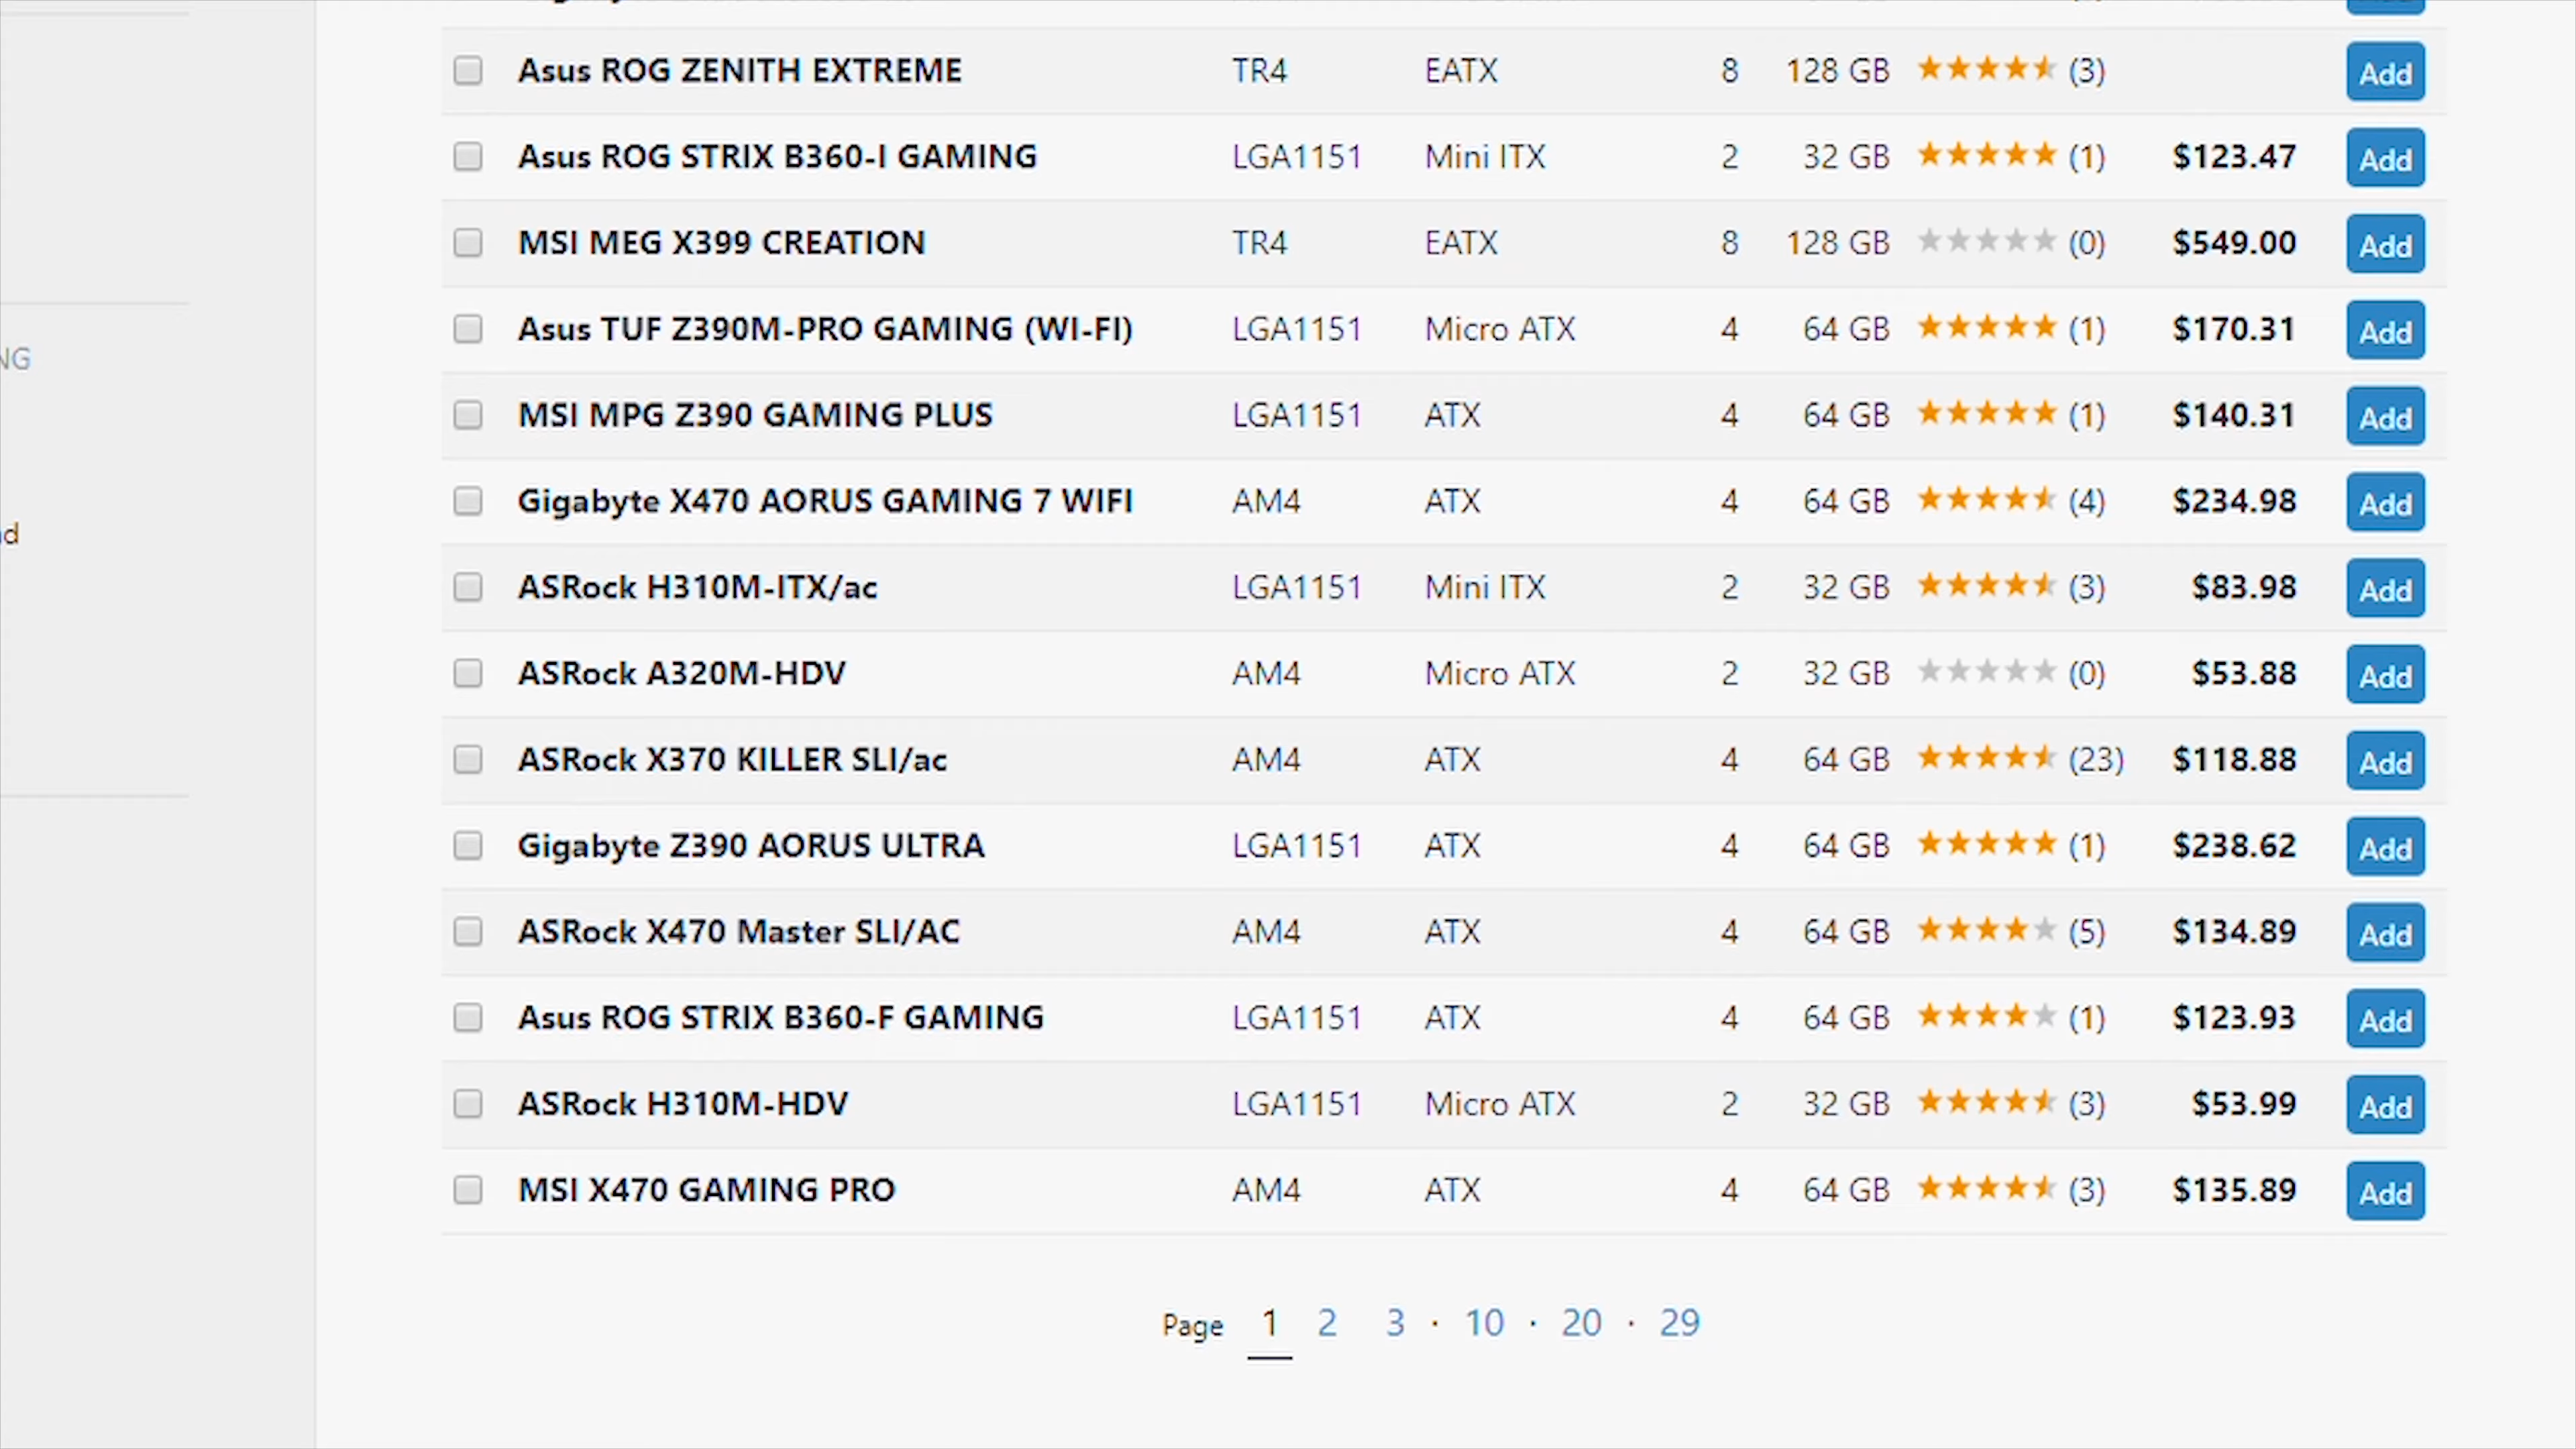 Asus ROG ZENITH EXTREME TR4 EATX 8 128 GB (3) Add
Asus ROG STRIX B360-I GAMING LGA1151 Mini ITX 2 32 GB (1) $123.47 Add
MSI MEG X399 CREATION TR4 EATX 8 128 GB (0) $549.00 Add
Asus TUF Z390M-PRO GAMING (WI-FI) LGA1151 Micro ATX 4 64 GB (1) $170.31 Add
NG
MSI MPG Z390 GAMING PLUS LGA1151 ATX 4 64 GB (1) $140.31 Add
Gigabyte X470 AORUS GAMING 7 WIFI AM4 ATX 4 64 GB (4) $234.98 Add
d
ASRock H310M-ITX/ac LGA1151 Mini ITX 2 32 GB (3) $83.98 Add
ASRock A320M-HDV AM4 Micro ATX 2 32 GB (0) $53.88 Add
ASRock X370 KILLER SLI/ac AM4 ATX 4 64 GB (23) $118.88 Add
Gigabyte Z390 AORUS ULTRA LGA1151 ATX 4 64 GB (1) $238.62 Add
ASRock X470 Master SLI/AC AM4 ATX 4 64 GB (5) $134.89 Add
Asus ROG STRIX B360-F GAMING LGA1151 ATX 4 64 GB (1) $123.93 Add
ASRock H310M-HDV LGA1151 Micro ATX 2 32 GB (3) $53.99 Add
MSI X470 GAMING PRO AM4 ATX 4 64 GB (3) $135.89 Add
Page 1 2 3 · 10 · 20 · 29